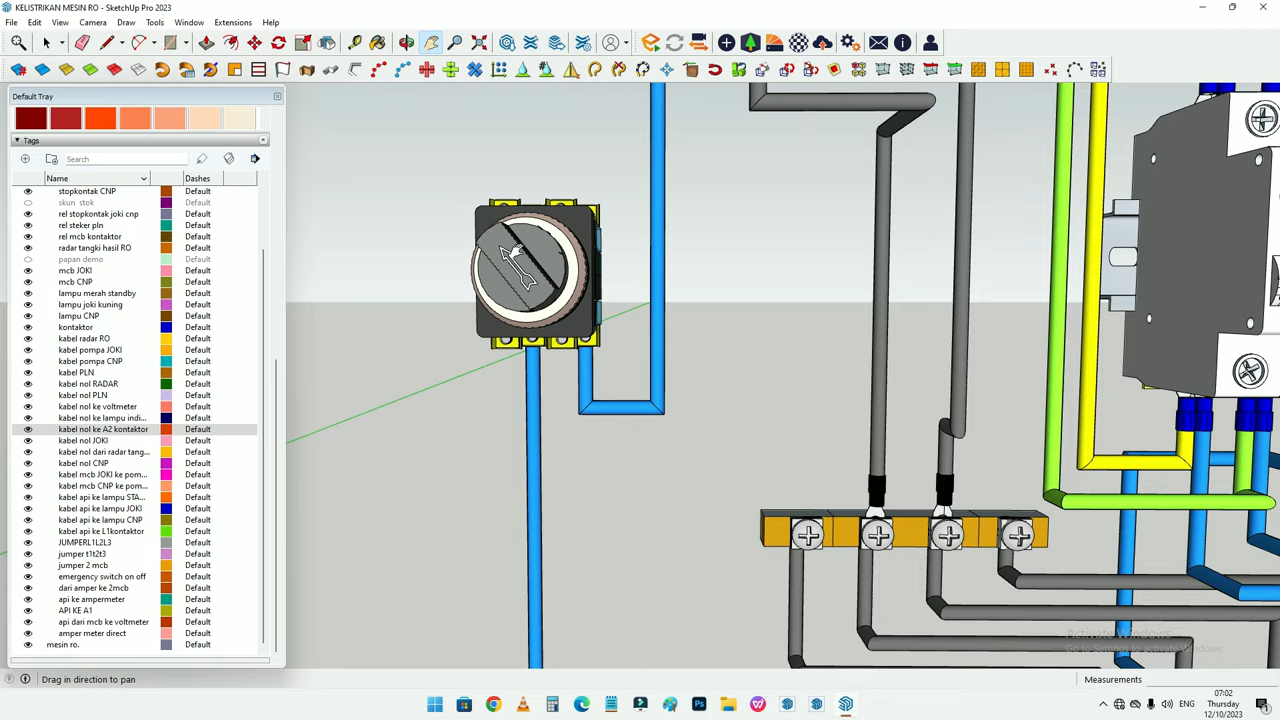 KELISTRIKAN MESIN RO - SketchUp Pro 2023
File Edit View Camera Draw Tools Window Extensions Help
Default Tray
Tags
Search
Name Dashes
stopkontak CNP Default
skun stok Default
rel stopkontak joki cnp Default
rel steker pln Default
rel mcb kontaktor Default
radar tangki hasil RO Default
papan demo Default
mcb JOKI Default
mcb CNP Default
lampu merah standby Default
lampu joki kuning Default
lampu CNP Default
kontaktor Default
kabel radar RO Default
kabel pompa JOKI Default
kabel pompa CNP Default
kabel PLN Default
kabel nol RADAR Default
kabel nol PLN Default
kabel nol ke voltmeter Default
kabel nol ke lampu indi... Default
kabel nol ke A2 kontaktor Default
kabel nol JOKI Default
kabel nol dari radar tang... Default
kabel nol CNP Default
kabel mcb JOKI ke pom... Default
kabel mcb CNP ke pom... Default
kabel api ke lampu STA... Default
kabel api ke lampu JOKI Default
kabel api ke lampu CNP Default
kabel api ke L1kontaktor Default
JUMPERL1L2L3 Default
jumper t1t2t3 Default
jumper 2 mcb Default
emergency switch on off Default
dari amper ke 2mcb Default
api ke ampermeter Default
API KE A1 Default
api dari mcb ke voltmeter Default
amper meter direct Default
mesin ro. Default
Activate Windows
Go to Settings to activate Windows.
Drag in direction to pan
Measurements
ENG
07:02
Thursday
12/10/2023